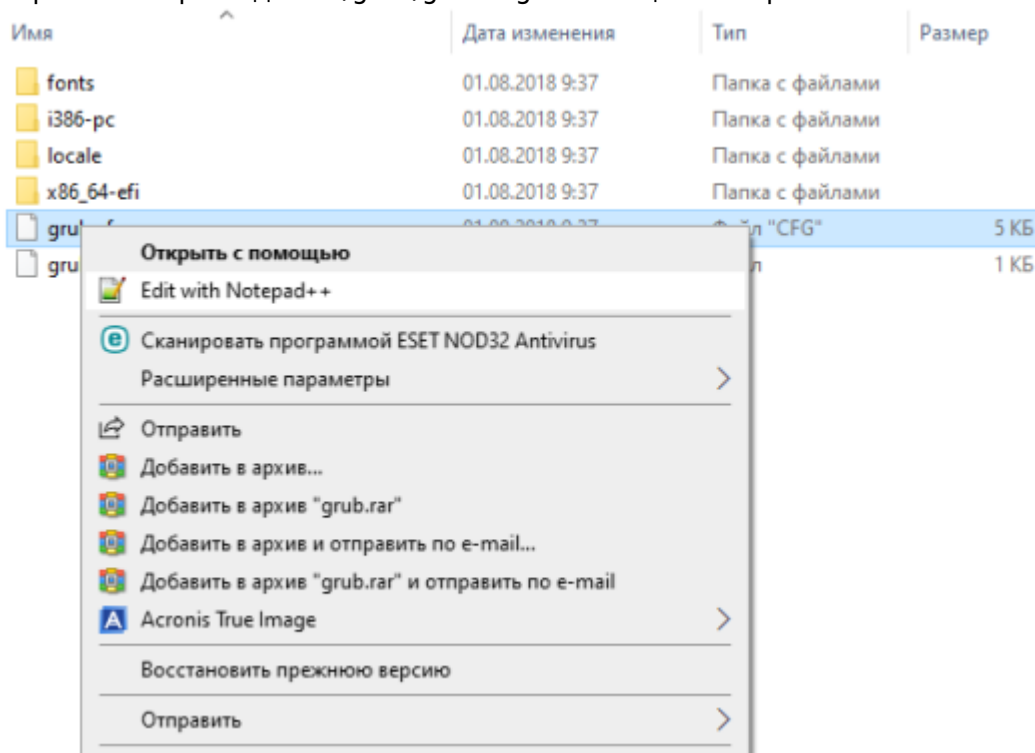 Имя Дата изменения Тип Размер
fonts 01.08.2018 9:37 Папка с файлами
i386-pc 01.08.2018 9:37 Папка с файлами
locale 01.08.2018 9:37 Папка с файлами
x86_64-efi 01.08.2018 9:37 Папка с файлами
"CFG" 5 КБ
gru 1 КБ
Открыть с помощью
Edit with Notepad++
Сканировать программой ESET NOD32 Antivirus
Расширенные параметры
Отправить
Добавить в архив...
Добавить в архив "grub.rar"
Добавить в архив и отправить по e-mail...
Добавить в архив "grub.rar" и отправить по e-mail
Acronis True Image
Восстановить прежнюю версию
Отправить